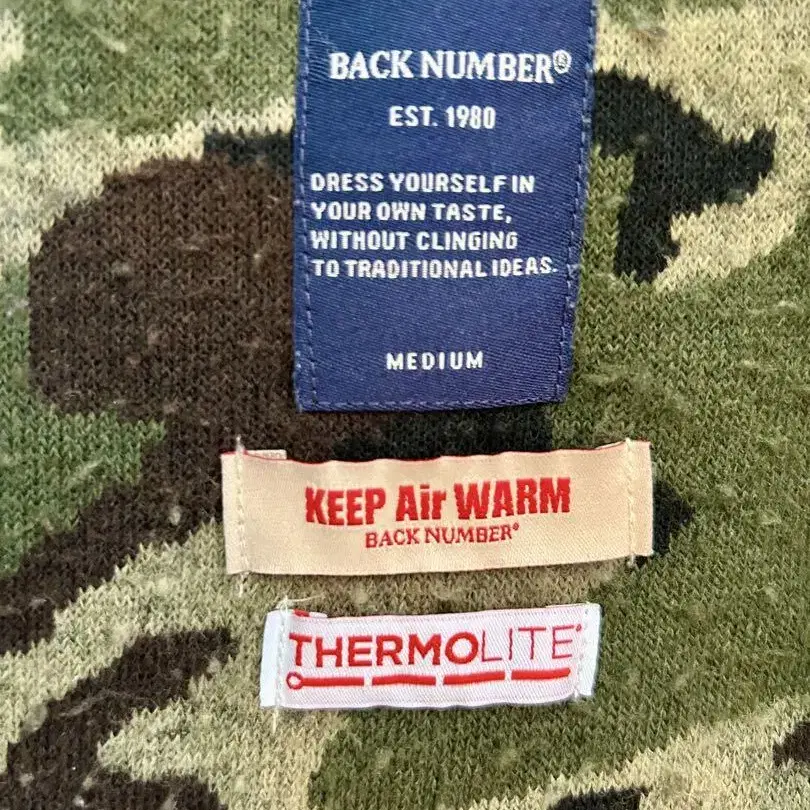 BACK NUMBER®
EST. 1980
DRESS YOURSELF IN
YOUR OWN TASTE,
WITHOUT CLINGING
TO TRADITIONAL IDEAS.
MEDIUM
KEEP Air WARM
BACK NUMBER®
THERMOLITE®